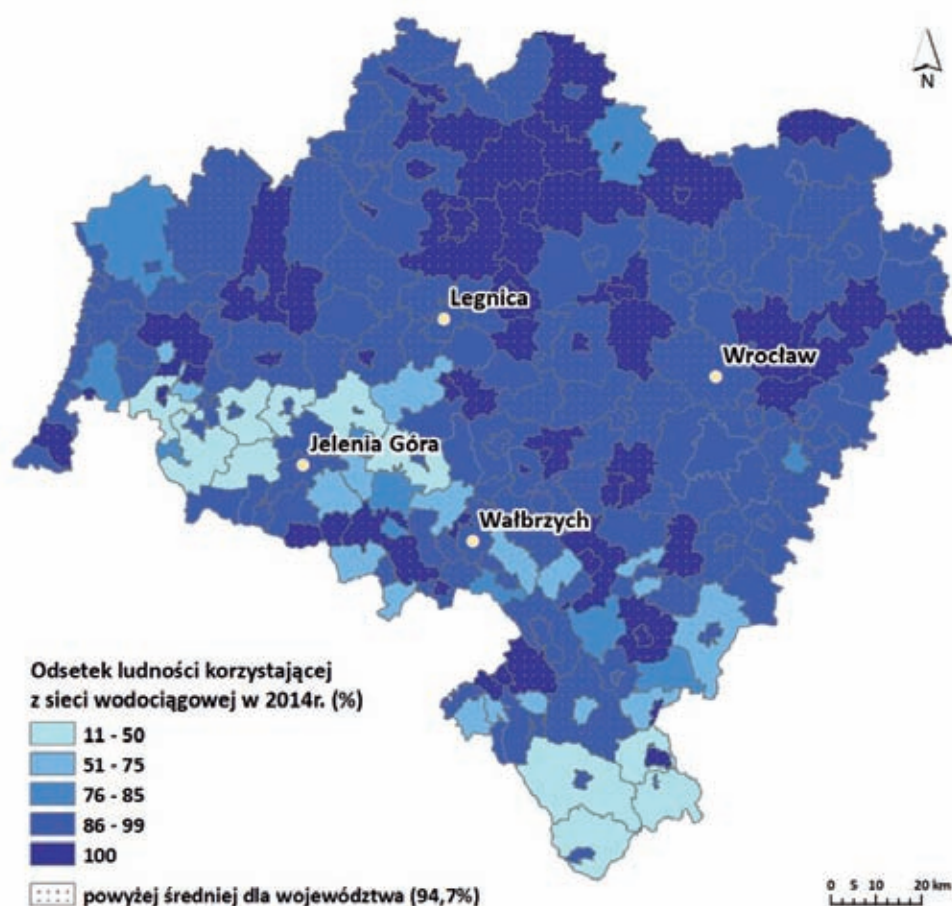 N
Legnica
Wrocław
Jelenia Góra
Wałbrzych
Odsetek ludności korzystającej
z sieci wodociągowej w 2014r. (%)
11 - 50
51 - 75
76 - 85
86 - 99
100
powyżej średniej dla województwa (94,7%)
0 5 10 20 km